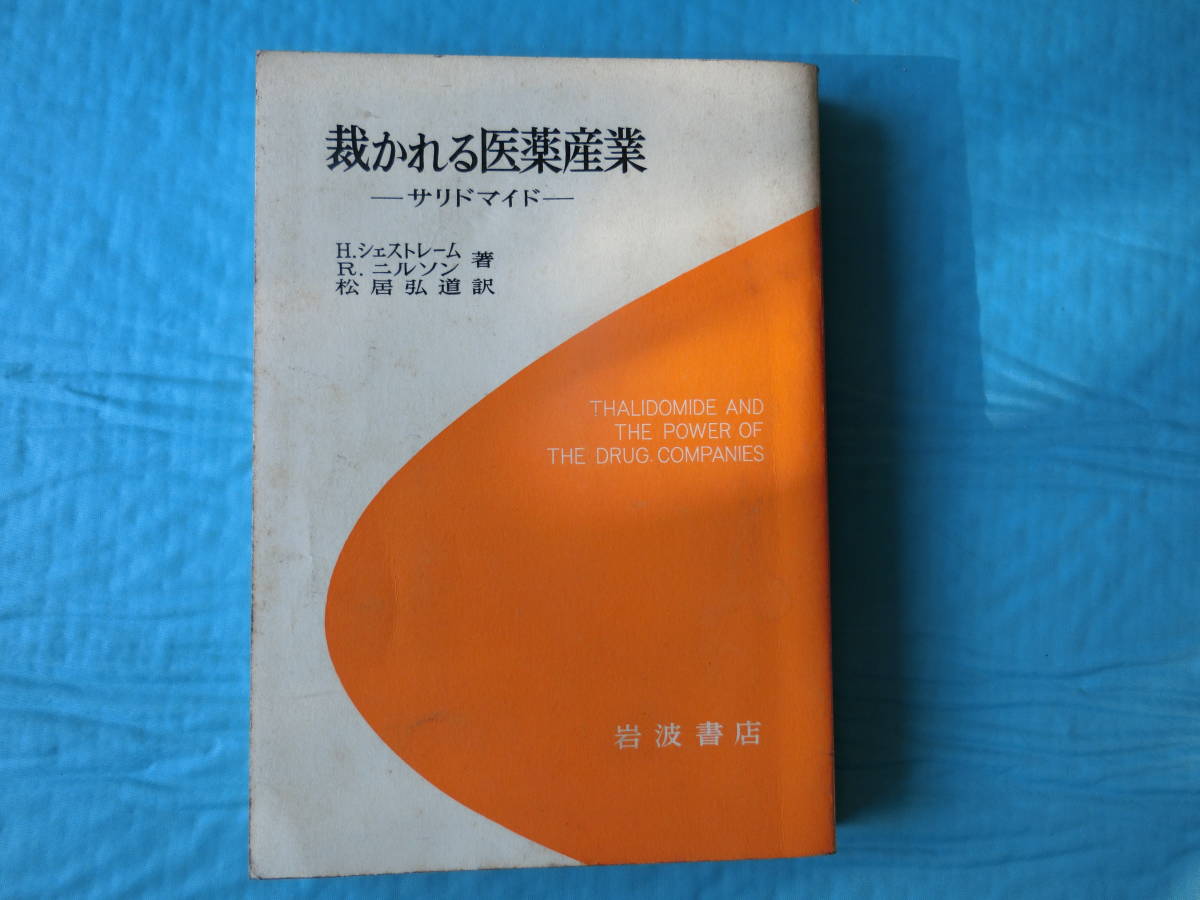 裁かれる医薬産業
―サリドマイド―
H.シェストレーム
R.ニルソン 著
松居弘道訳
THALIDOMIDE AND
THE POWER OF
THE DRUG COMPANIES
岩波書店